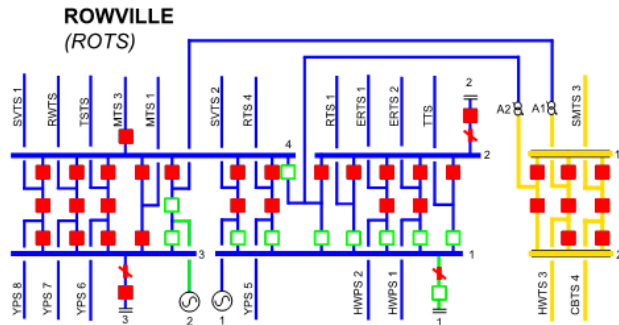 ROWVILLE
(ROTS)
SVTS 1
RWTS
TSTS
MTS 3
MTS 1
SVTS 2
RTS 4
RTS 1
ERTS 1
ERTS 2
TTS
2
A2
A1
SMTS 3
4
2
1
3
1
2
YPS 8
YPS 7
YPS 6
3
2
1
YPS 5
HWPS 2
HWPS 1
1
HWTS 3
CBTS 4